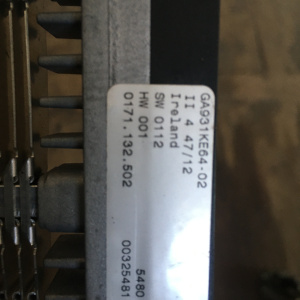 GA931KE64-02
II 4 47/12
Ireland
SW 0112
HW 001
0171.132.502
5480
00325481